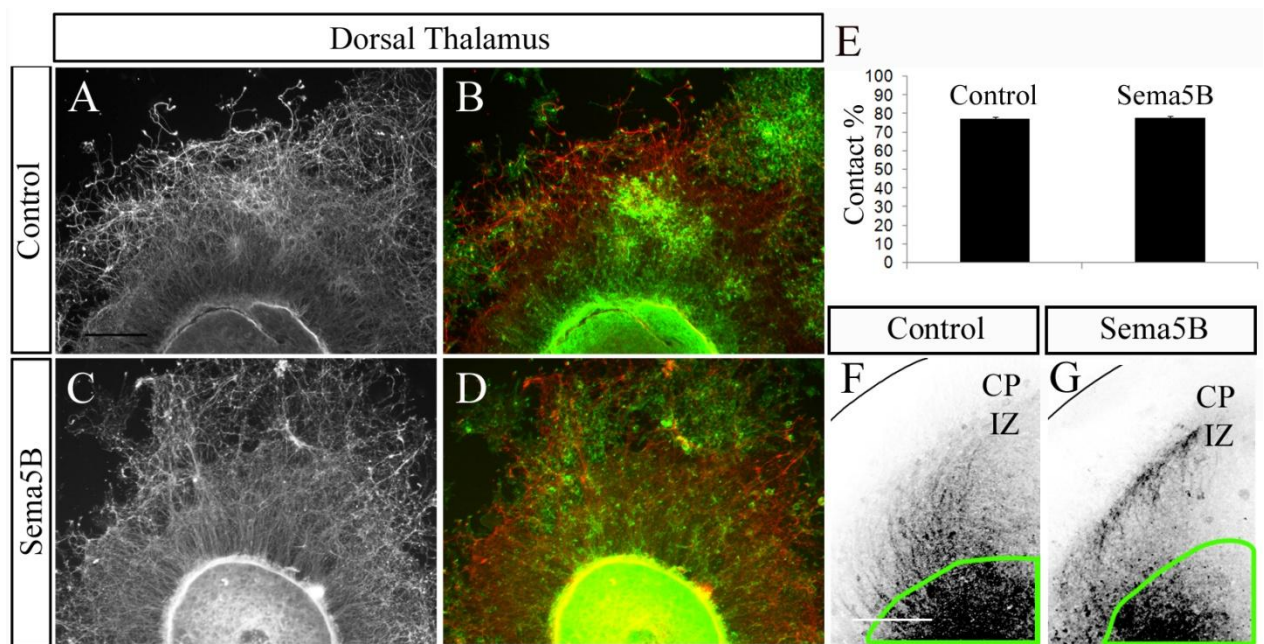 Dorsal Thalamus
Control
A
B
Sema5B
C
D
E
100
90
80
70
60
50
40
30
20
10
0
Contact %
Control
Sema5B
Control
Sema5B
F
CP
IZ
G
CP
IZ